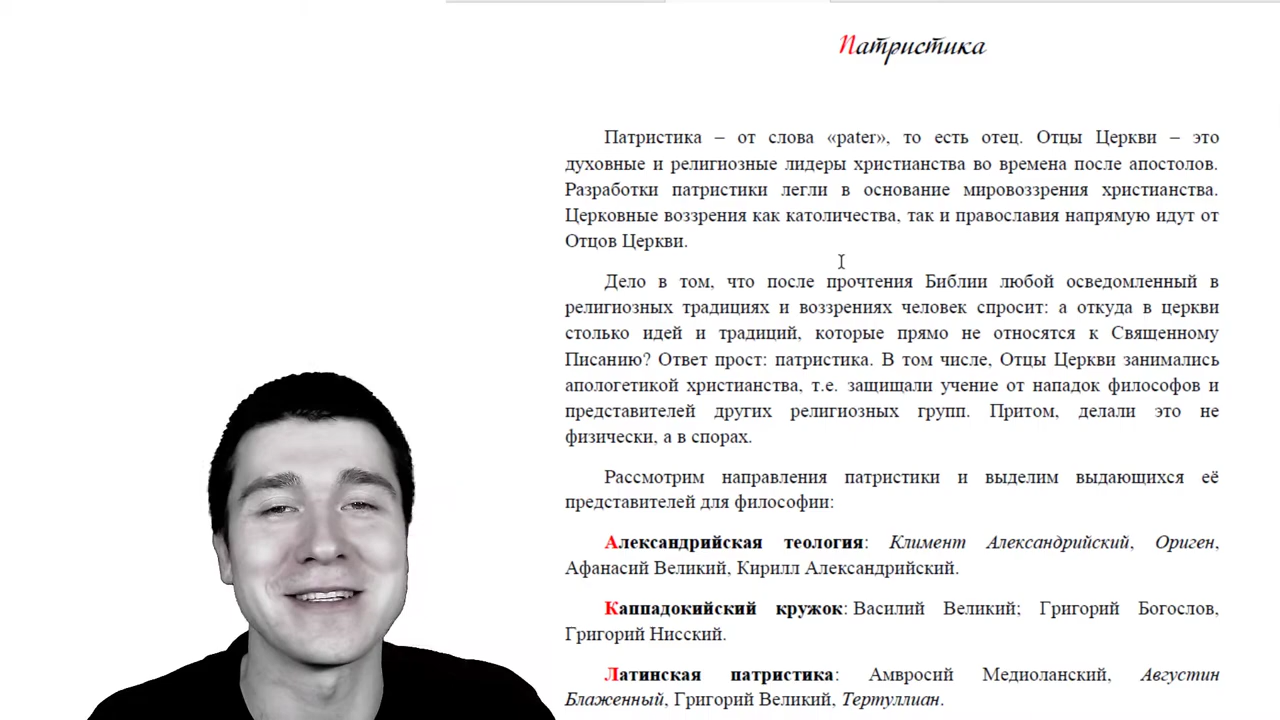 Патристика
Патристика – от слова «pater», то есть отец. Отцы Церкви – это
духовные и религиозные лидеры христианства во времена после апостолов.
Разработки патристики легли в основание мировоззрения христианства.
Церковные воззрения как католичества, так и православия напрямую идут от
Отцов Церкви.
Дело в том, что после прочтения Библии любой осведомленный в
религиозных традициях и воззрениях человек спросит: а откуда в церкви
столько идей и традиций, которые прямо не относятся к Священному
Писанию? Ответ прост: патристика. В том числе, Отцы Церкви занимались
апологетикой христианства, т.е. защищали учение от нападок философов и
представителей других религиозных групп. Притом, делали это не
физически, а в спорах.
Рассмотрим направления патристики и выделим выдающихся её
представителей для философии:
Александрийская теология: Климент Александрийский, Ориген,
Афанасий Великий, Кирилл Александрийский.
Каппадокийский кружок: Василий Великий; Григорий Богослов,
Григорий Нисский.
Латинская патристика: Амвросий Медиоланский, Августин
Блаженный, Григорий Великий, Тертуллиан.